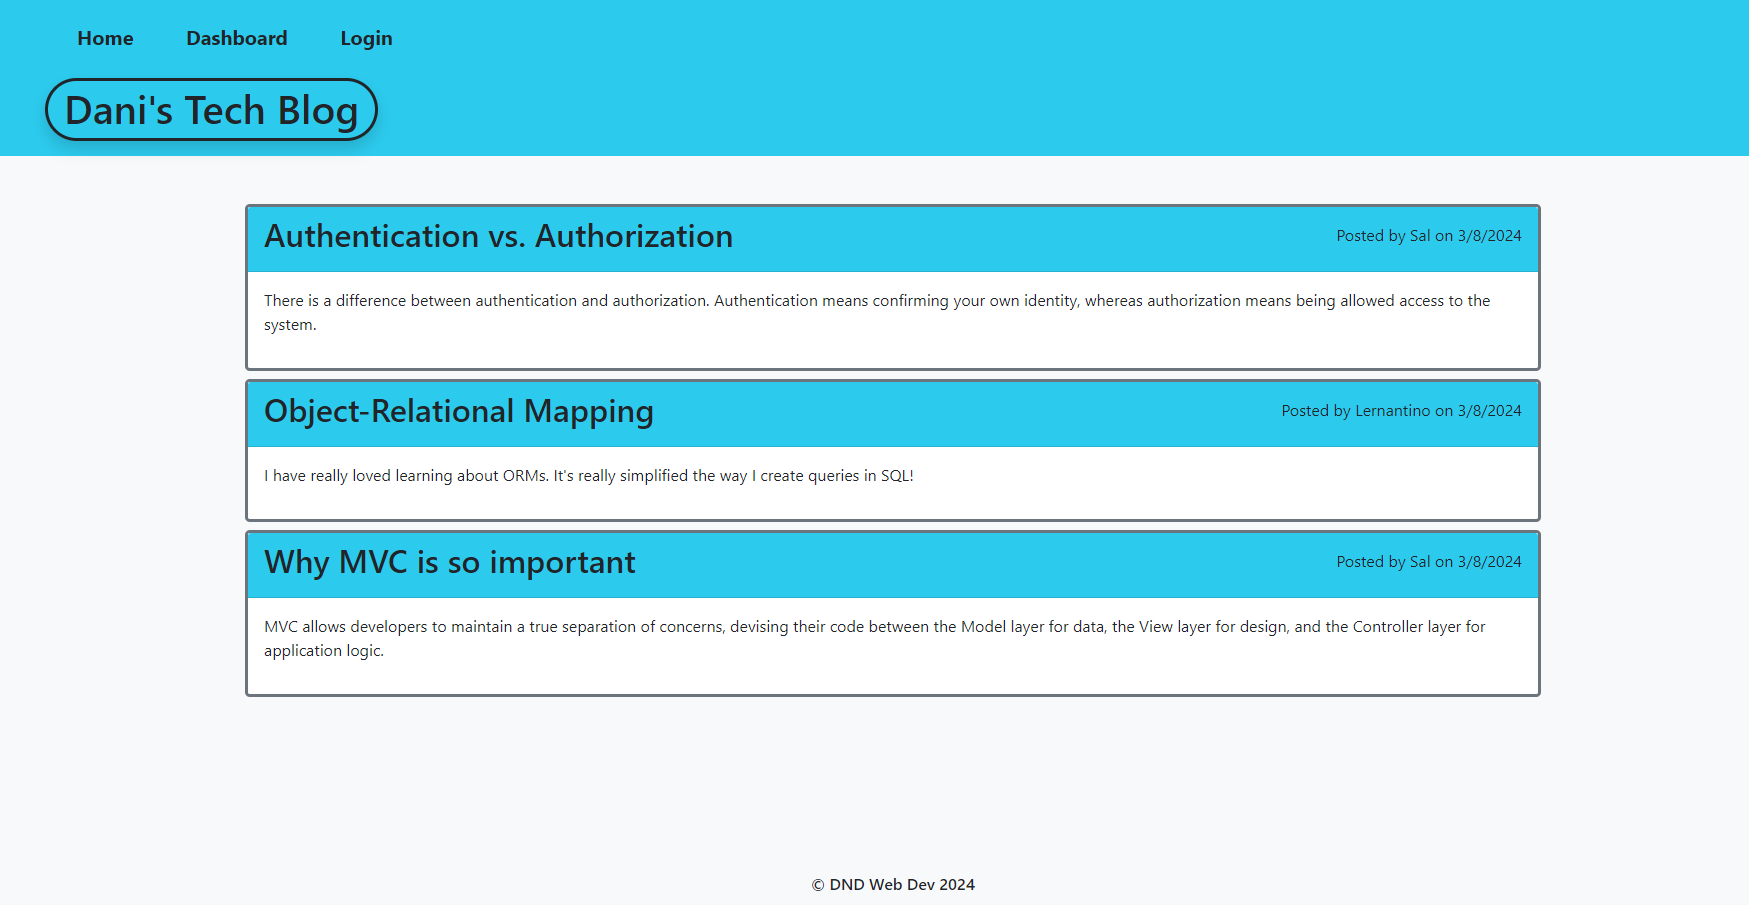 Home Dashboard Login
Dani's Tech Blog
Authentication vs. Authorization
Posted by Sal on 3/8/2024
There is a difference between authentication and authorization. Authentication means confirming your own identity, whereas authorization means being allowed access to the
system.
Object-Relational Mapping
Posted by Lernantino on 3/8/2024
I have really loved learning about ORMs. It's really simplified the way I create queries in SQL!
Why MVC is so important
Posted by Sal on 3/8/2024
MVC allows developers to maintain a true separation of concerns, devising their code between the Model layer for data, the View layer for design, and the Controller layer for
application logic.
© DND Web Dev 2024